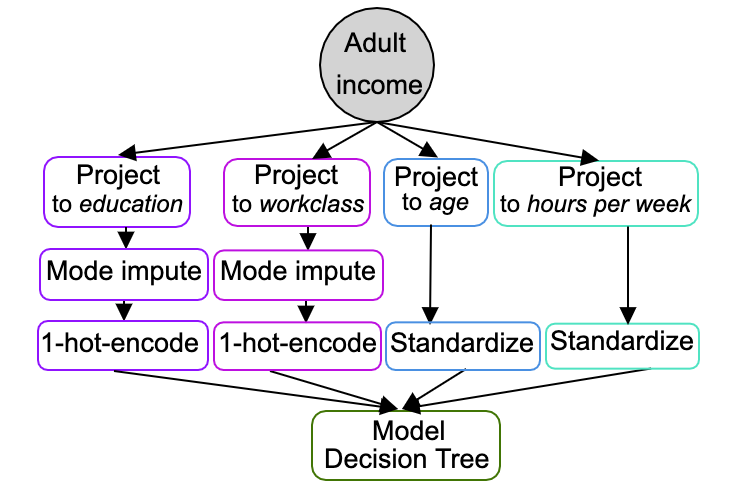 Adult
income
Project
to education
Project
to workclass
Project
to age
Project
to hours per week
Mode impute
Mode impute
1-hot-encode
1-hot-encode
Standardize
Standardize
Model
Decision Tree